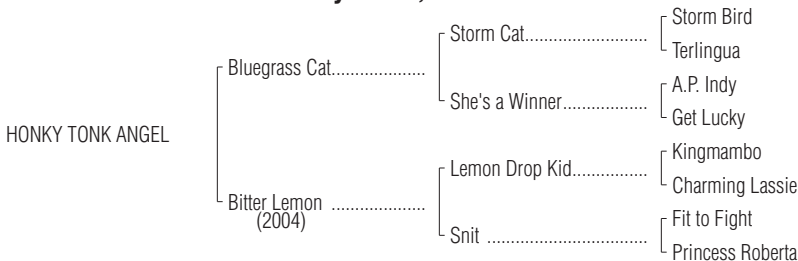 Storm Bird
Storm Cat..........................
Terlingua
Bluegrass Cat....................
A.P. Indy
She's a Winner..................
Get Lucky
HONKY TONK ANGEL
Kingmambo
Lemon Drop Kid................
Charming Lassie
Bitter Lemon ....................
(2004)
Fit to Fight
Snit ..................................
Princess Roberta